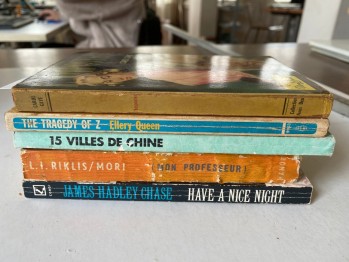 THE TRAGEDY OF Z Ellery Queen
15 VILLES DE CHINE
L.I. RIKLIS/MORI MON PROFESSEUR!
JAMES HADLEY CHASE HAVE A NICE NIGHT